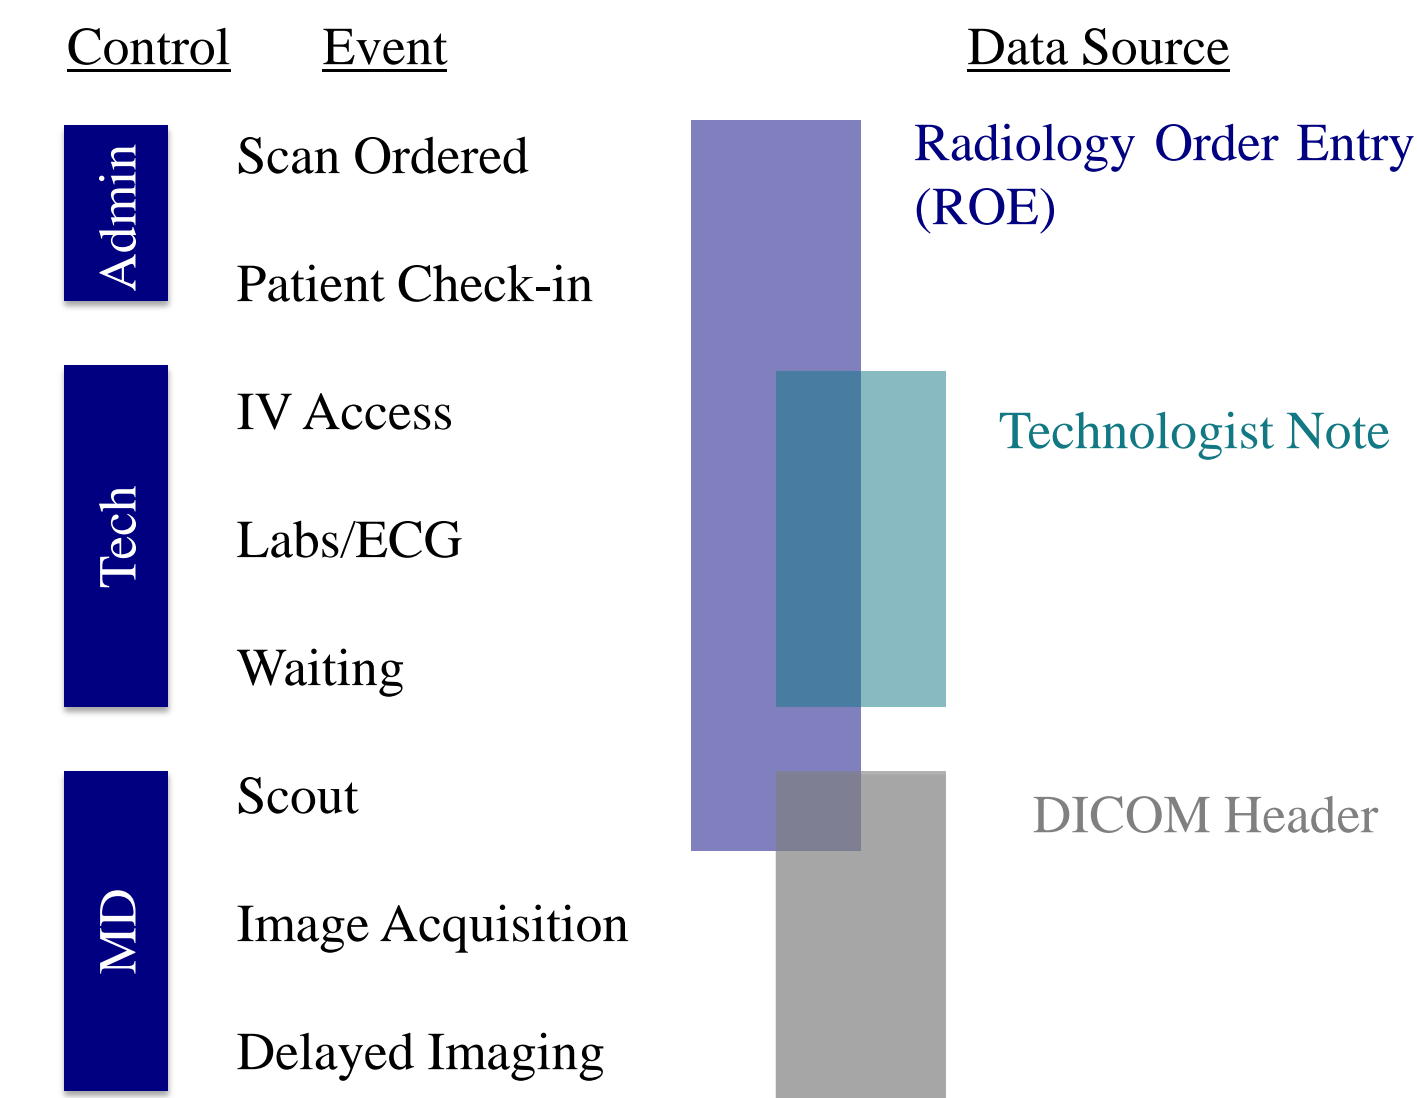 Control Event Data Source
Admin
Scan Ordered
Radiology Order Entry
(ROE)
Patient Check-in
Tech
IV Access
Technologist Note
Labs/ECG
Waiting
MD
Scout
DICOM Header
Image Acquisition
Delayed Imaging